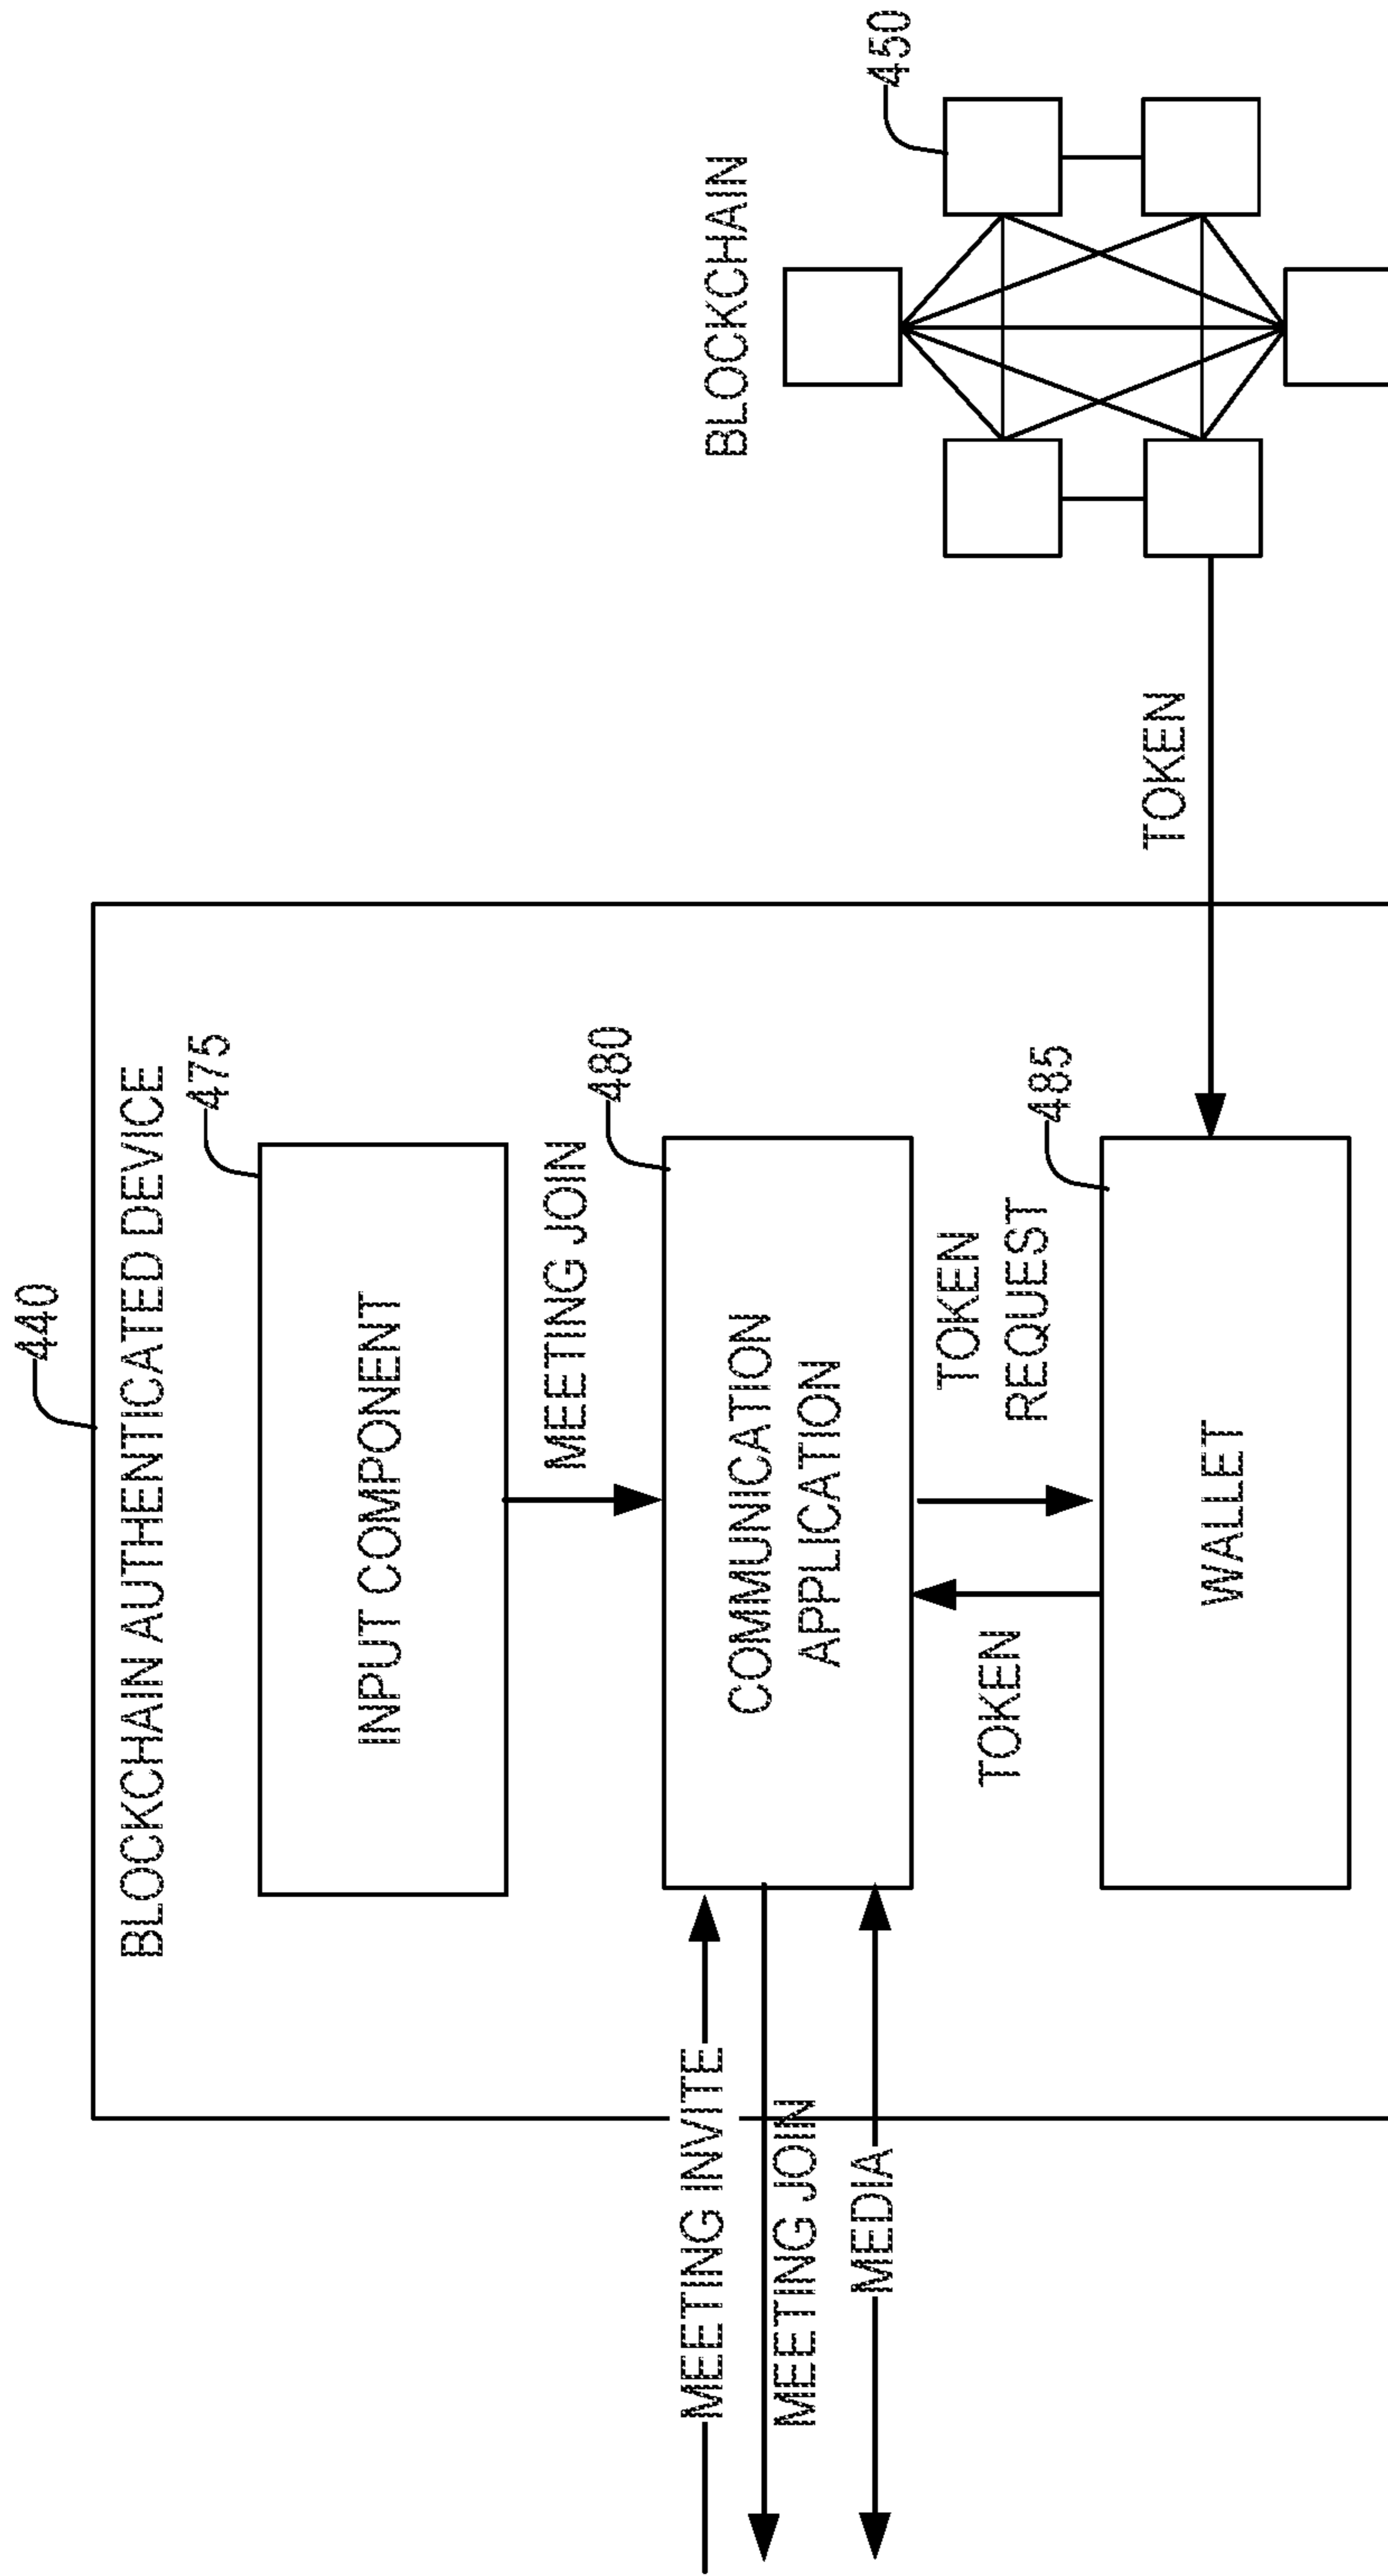 440
BLOCKCHAIN AUTHENTICATED DEVICE
475
INPUT COMPONENT
MEETING JOIN
480
COMMUNICATION
APPLICATION
MEETING INVITE
MEETING JOIN
MEDIA
TOKEN
TOKEN
REQUEST
485
WALLET
TOKEN
BLOCKCHAIN
450